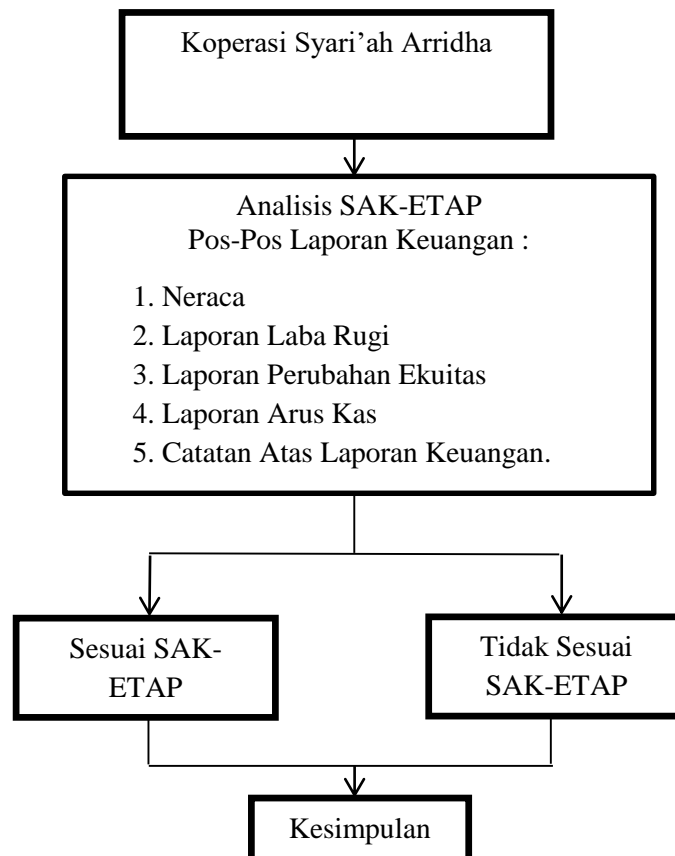 Koperasi Syari’ah Arridha
Analisis SAK-ETAP
Pos-Pos Laporan Keuangan :
1. Neraca
2. Laporan Laba Rugi
3. Laporan Perubahan Ekuitas
4. Laporan Arus Kas
5. Catatan Atas Laporan Keuangan.
Sesuai SAK-
ETAP
Tidak Sesuai
SAK-ETAP
Kesimpulan